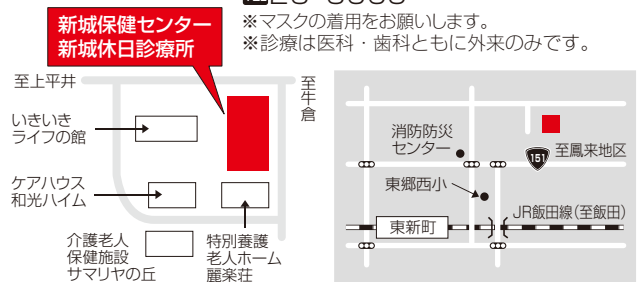 新城保健センター
新城休日診療所
※マスクの着用をお願いします。
※診療は医科・歯科ともに外来のみです。
至上平井
至牛倉
いきいき
ライフの館
ケアハウス
和光ハイム
介護老人
保健施設
サマリヤの丘
特別養護
老人ホーム
麗楽荘
消防防災
センター
151
至鳳来地区
東郷西小
JR飯田線(至飯田)
東新町